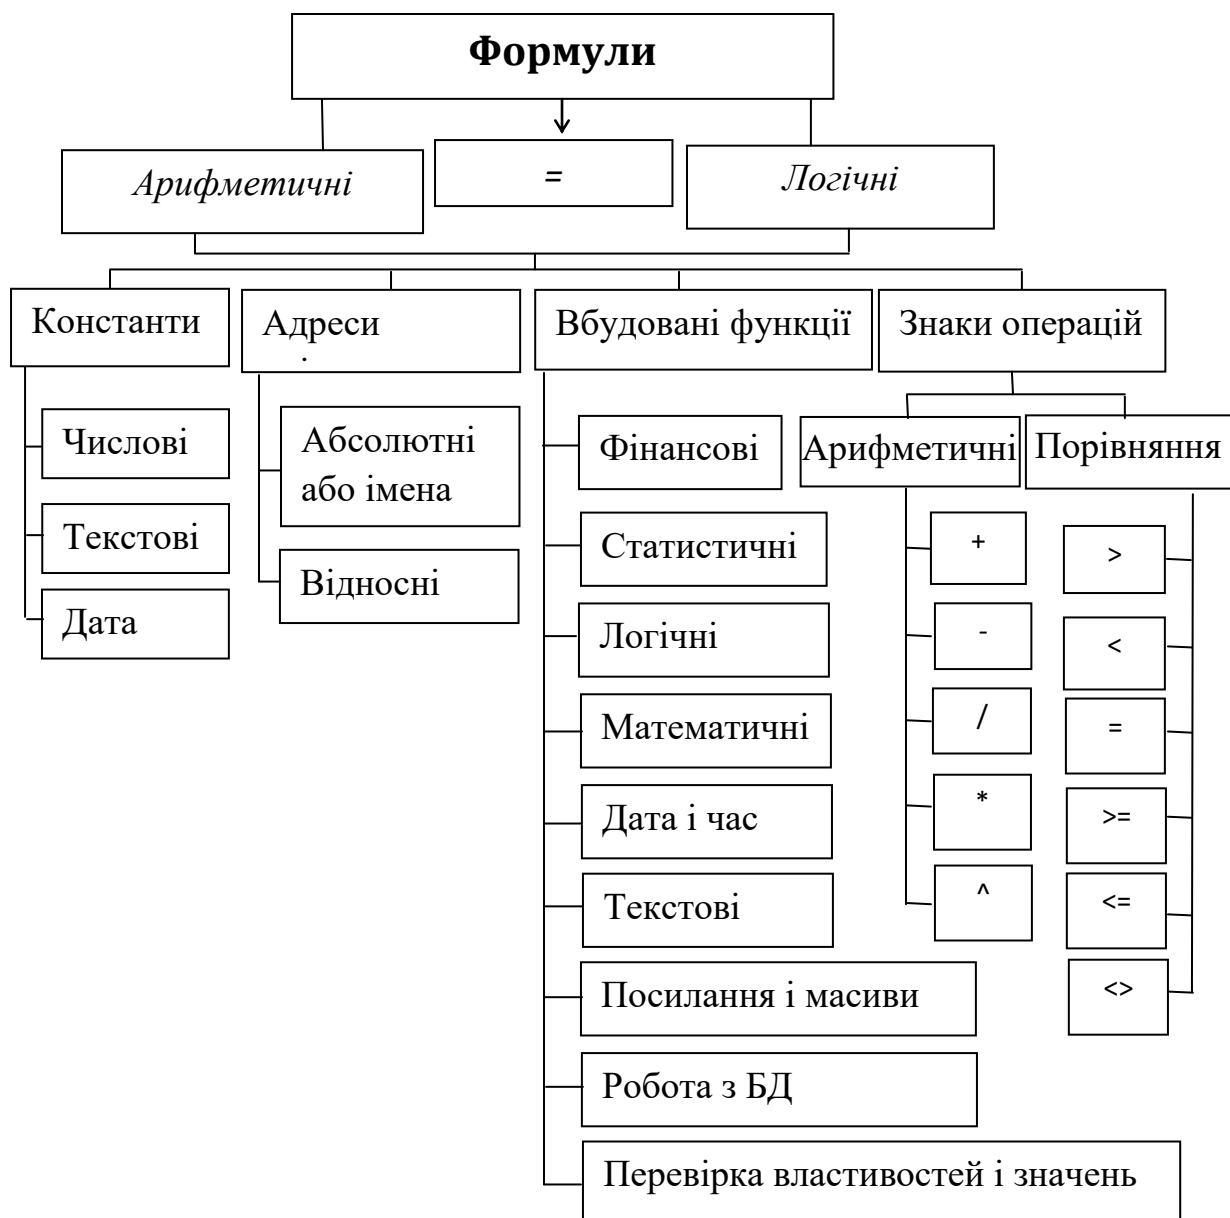 Формули
Арифметичні
=
Логічні
Константи
Адреси
Вбудовані функції
Знаки операцій
Числові
Текстові
Дата
Абсолютні
або імена
Відносні
Фінансові
Статистичні
Логічні
Математичні
Дата і час
Текстові
Посилання і масиви
Робота з БД
Перевірка властивостей і значень
Арифметичні
+
-
/
*
^
Порівняння
>
<
=
>=
<=
<>